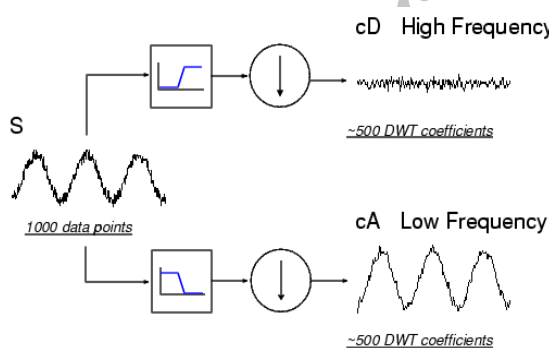 cD High Frequency
S
~500 DWT coefficients
1000 data points
cA Low Frequency
~500 DWT coefficients